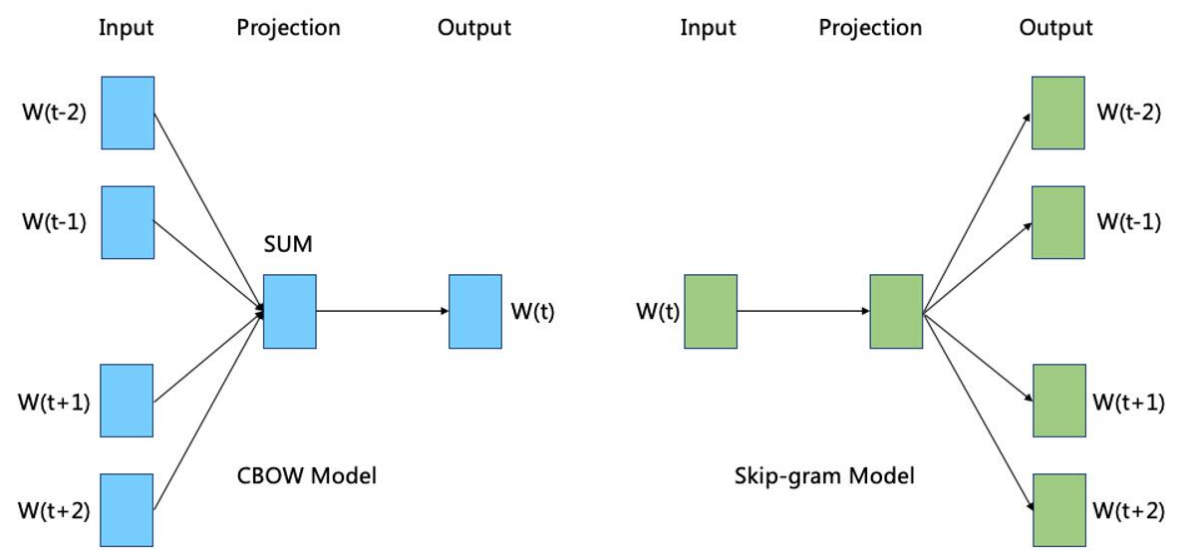 Input Projection Output
W(t-2)
W(t-1)
SUM
W(t)
W(t+1)
CBOW Model
W(t+2)
Input Projection Output
W(t-2)
W(t-1)
W(t)
W(t+1)
Skip-gram Model
W(t+2)